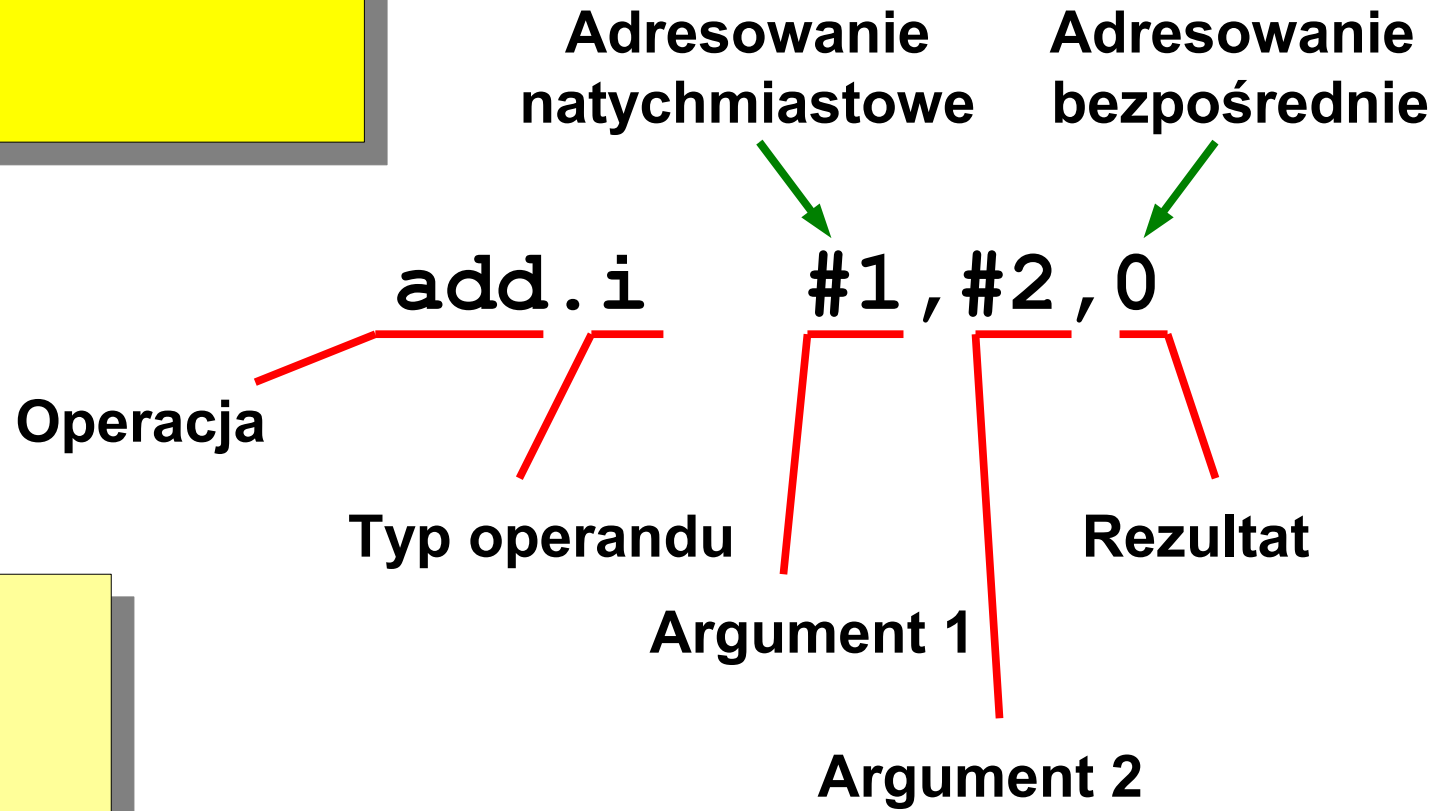 Adresowanie natychmiastowe
Adresowanie bezpośrednie
add.i #1,#2,0
Operacja
Typ operandu
Rezultat
Argument 1
Argument 2